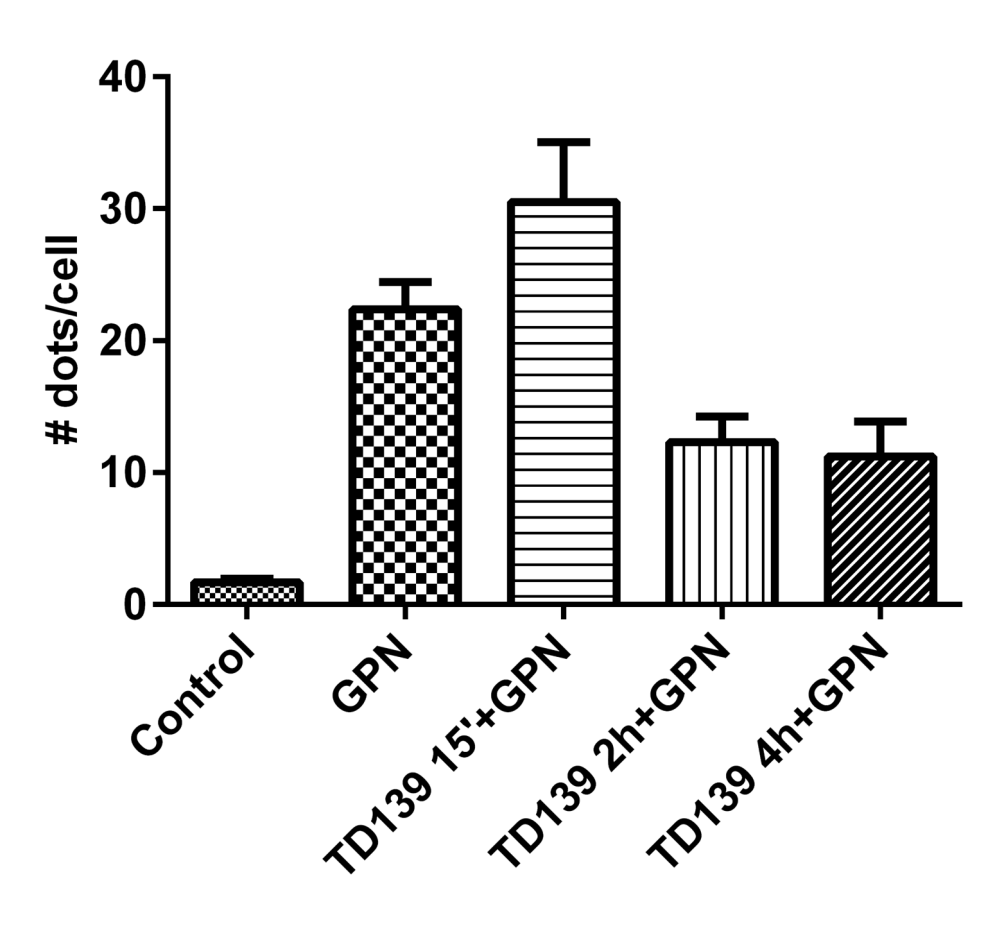 40
30
20
10
0
# dots/cell
Control
GPN
TD139 15'+GPN
TD139 2h+GPN
TD139 4h+GPN